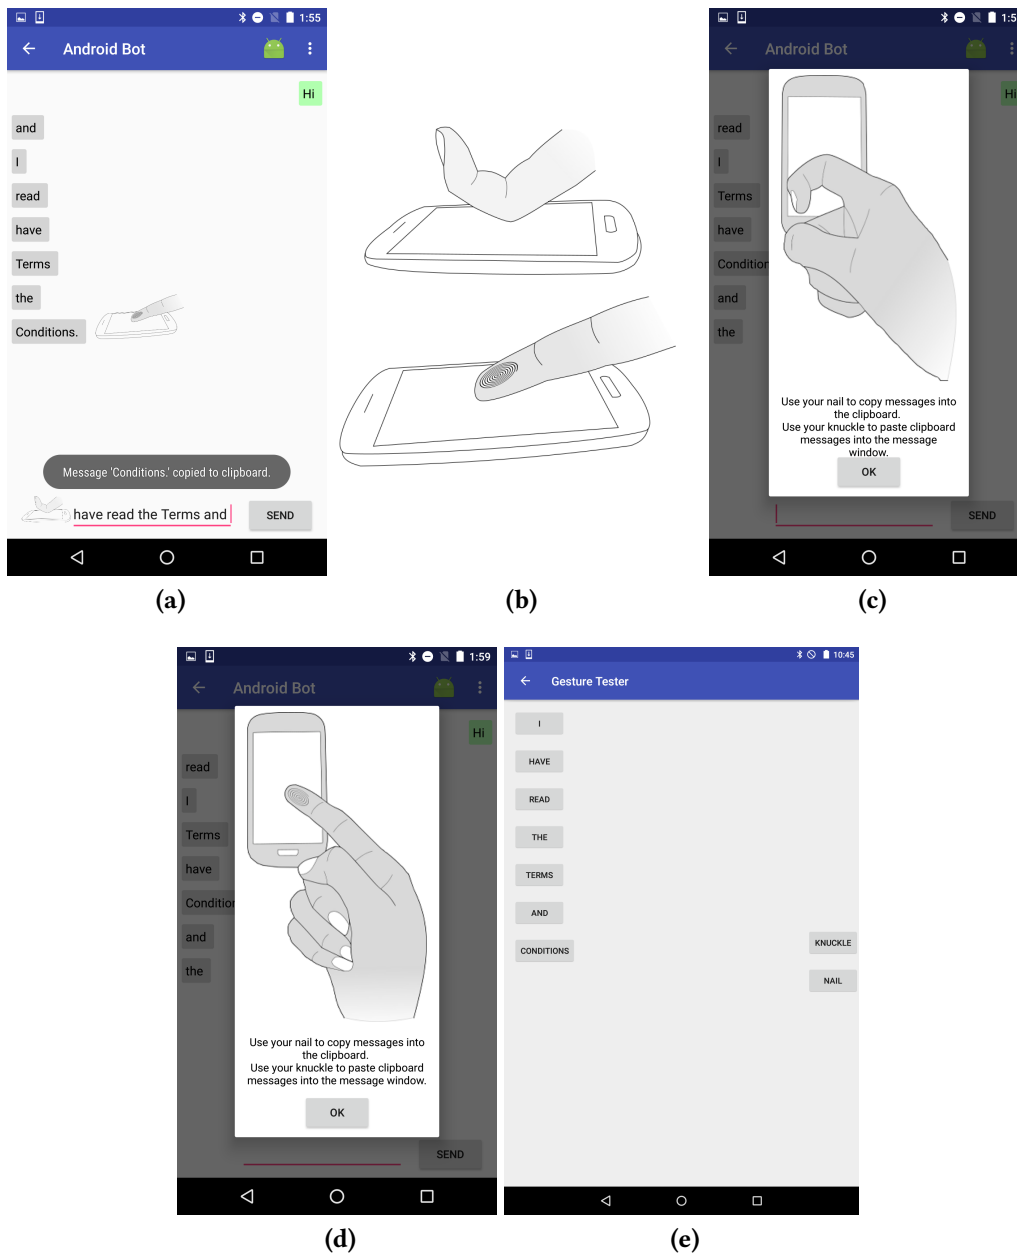 1:55
Android Bot
Hi
and
I
read
have
Terms
the
Conditions.
Message 'Conditions.' copied to clipboard.
have read the Terms and
SEND
(a)
(b)
1:5
Android Bot
Hi
read
I
Terms
have
Condition
and
the
Use your nail to copy messages into
the clipboard.
Use your knuckle to paste clipboard
messages into the message
window.
OK
SEND
(c)
1:59
Android Bot
Hi
read
I
Terms
have
Condition
and
the
Use your nail to copy messages into
the clipboard.
Use your knuckle to paste clipboard
messages into the message window.
OK
SEND
(d)
10:45
Gesture Tester
I
HAVE
READ
THE
TERMS
AND
CONDITIONS
KNUCKLE
NAIL
(e)